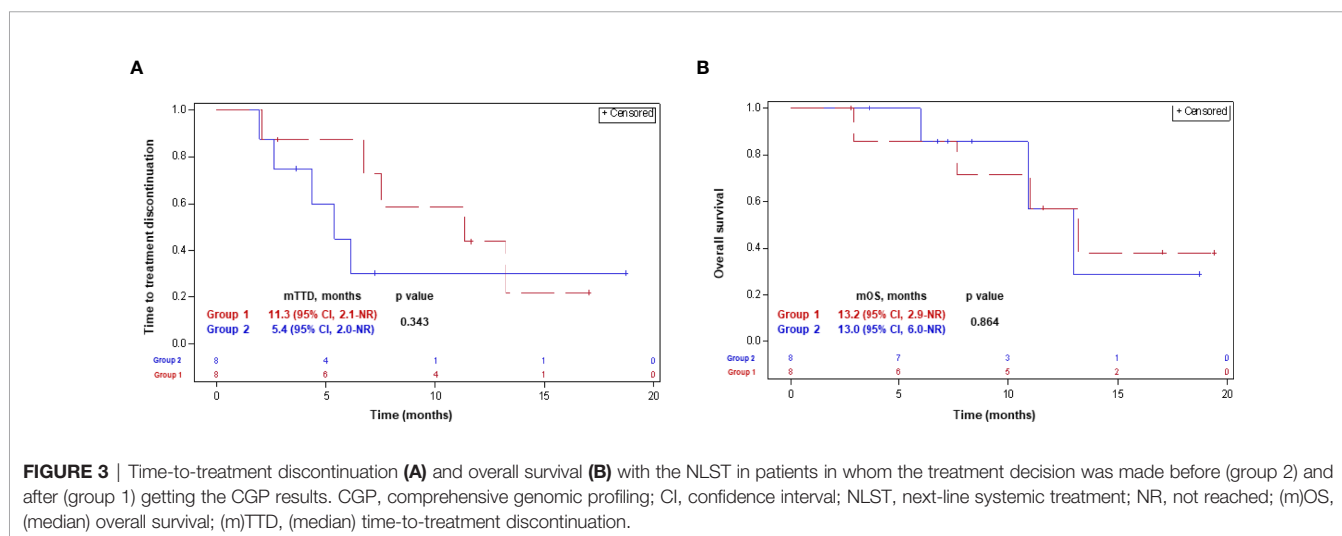 A
B
+ Censored
+ Censored
Time to treatment discontinuation
1.0
0.8
0.6
0.4
0.2
0.0
mTTD, months p value
Group 1 11.3 (95% CI, 2.1-NR)
0.343
Group 2 5.4 (95% CI, 2.0-NR)
Group 2 8 4 1 1 0
Group 1 8 6 4 1 0
0 5 10 15 20
Time (months)
Overall survival
1.0
0.8
0.6
0.4
0.2
0.0
mOS, months p value
Group 1 13.2 (95% CI, 2.9-NR)
0.864
Group 2 13.0 (95% CI, 6.0-NR)
Group 2 8 7 3 1 0
Group 1 8 6 5 2 0
0 5 10 15 20
Time (months)
FIGURE 3 | Time-to-treatment discontinuation (A) and overall survival (B) with the NLST in patients in whom the treatment decision was made before (group 2) and
after (group 1) getting the CGP results. CGP, comprehensive genomic profiling; CI, confidence interval; NLST, next-line systemic treatment; NR, not reached; (m)OS,
(median) overall survival; (m)TTD, (median) time-to-treatment discontinuation.